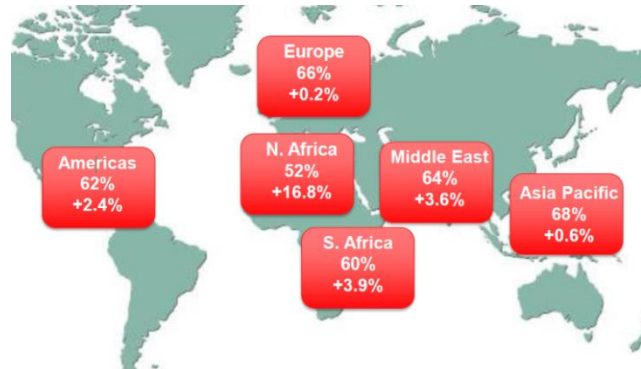 Europe
66%
+0.2%
Americas
62%
+2.4%
N. Africa
52%
+16.8%
Middle East
64%
+3.6%
Asia Pacific
68%
+0.6%
S. Africa
60%
+3.9%